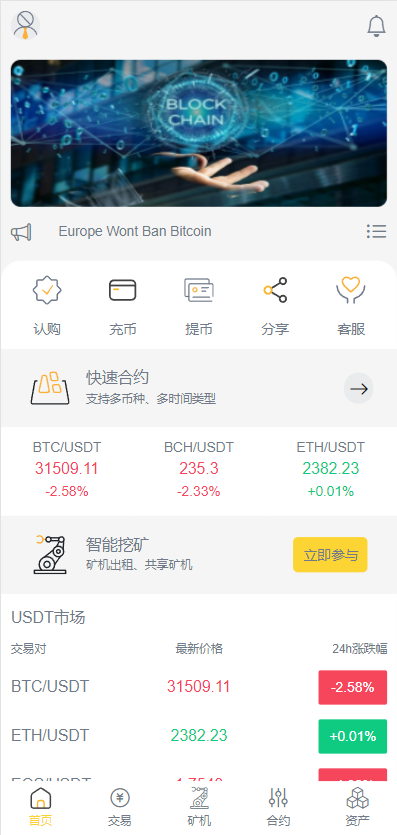 BLOCK
CHAIN
Europe Wont Ban Bitcoin
认购 充币 提币 分享 客服
快速合约
支持多币种、多时间类型
BTC/USDT BCH/USDT ETH/USDT
31509.11 235.3 2382.23
-2.58% -2.33% +0.01%
智能挖矿
矿机出租、共享矿机
立即参与
USDT市场
交易对 最新价格 24h涨跌幅
BTC/USDT 31509.11 -2.58%
ETH/USDT 2382.23 +0.01%
首页 交易 矿机 合约 资产